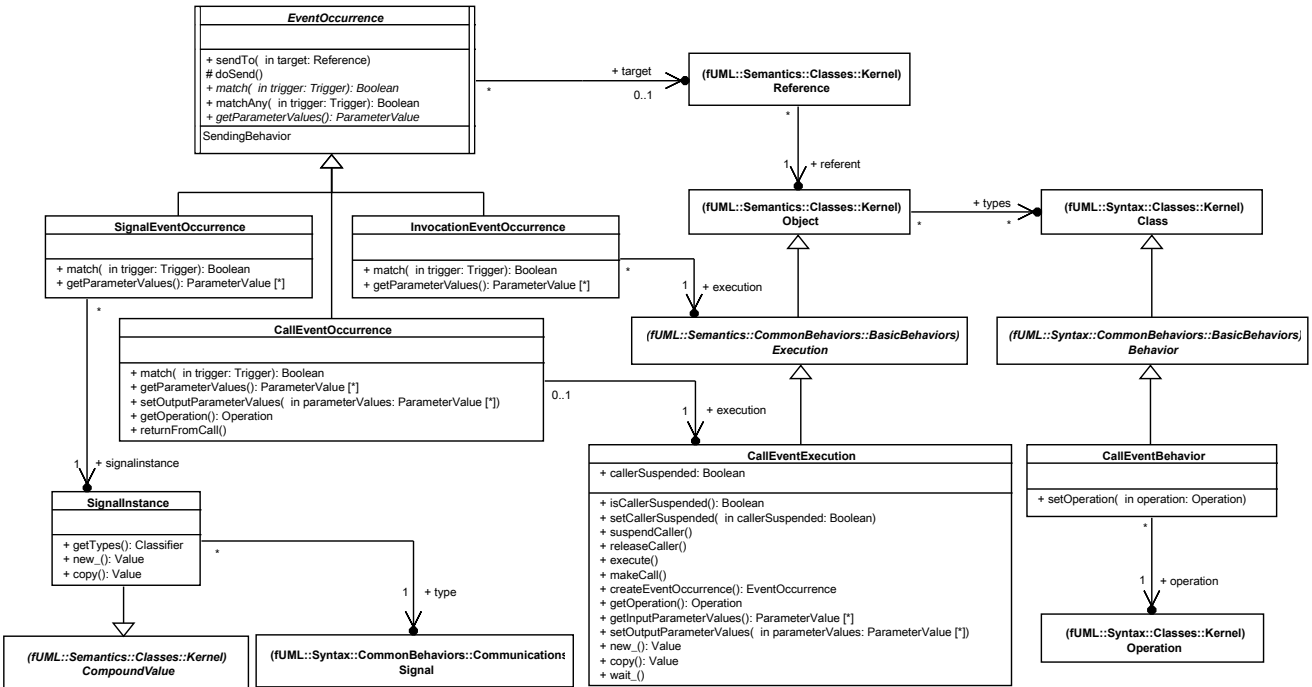 EventOccurrence
+ sendTo( in target: Reference)
# doSend()
+ match( in trigger: Trigger): Boolean
+ matchAny( in trigger: Trigger): Boolean
+ getParameterValues(): ParameterValue
SendingBehavior
*
+ target
0..1
(fUML::Semantics::Classes::Kernel)
Reference
*
1
+ referent
(fUML::Semantics::Classes::Kernel)
Object
+ types
*
*
(fUML::Syntax::Classes::Kernel)
Class
SignalEventOccurrence
+ match( in trigger: Trigger): Boolean
+ getParameterValues(): ParameterValue [*]
*
InvocationEventOccurrence
+ match( in trigger: Trigger): Boolean
+ getParameterValues(): ParameterValue [*]
*
1
+ execution
(fUML::Semantics::CommonBehaviors::BasicBehaviors)
Execution
(fUML::Syntax::CommonBehaviors::BasicBehaviors)
Behavior
CallEventOccurrence
+ match( in trigger: Trigger): Boolean
+ getParameterValues(): ParameterValue [*]
+ setOutputParameterValues( in parameterValues: ParameterValue [*])
+ getOperation(): Operation
+ returnFromCall()
0..1
1
+ execution
CallEventExecution
+ callerSuspended: Boolean
+ isCallerSuspended(): Boolean
+ setCallerSuspended( in callerSuspended: Boolean)
+ suspendCaller()
+ releaseCaller()
+ execute()
+ makeCall()
+ createEventOccurrence(): EventOccurrence
+ getOperation(): Operation
+ getInputParameterValues(): ParameterValue [*]
+ setOutputParameterValues( in parameterValues: ParameterValue [*])
+ new_(): Value
+ copy(): Value
+ wait_()
CallEventBehavior
+ setOperation( in operation: Operation)
*
1
+ operation
(fUML::Syntax::Classes::Kernel)
Operation
1
+ signalInstance
SignalInstance
+ getTypes(): Classifier
+ new_(): Value
+ copy(): Value
*
1
+ type
(fUML::Semantics::Classes::Kernel)
CompoundValue
(fUML::Syntax::CommonBehaviors::Communications
Signal